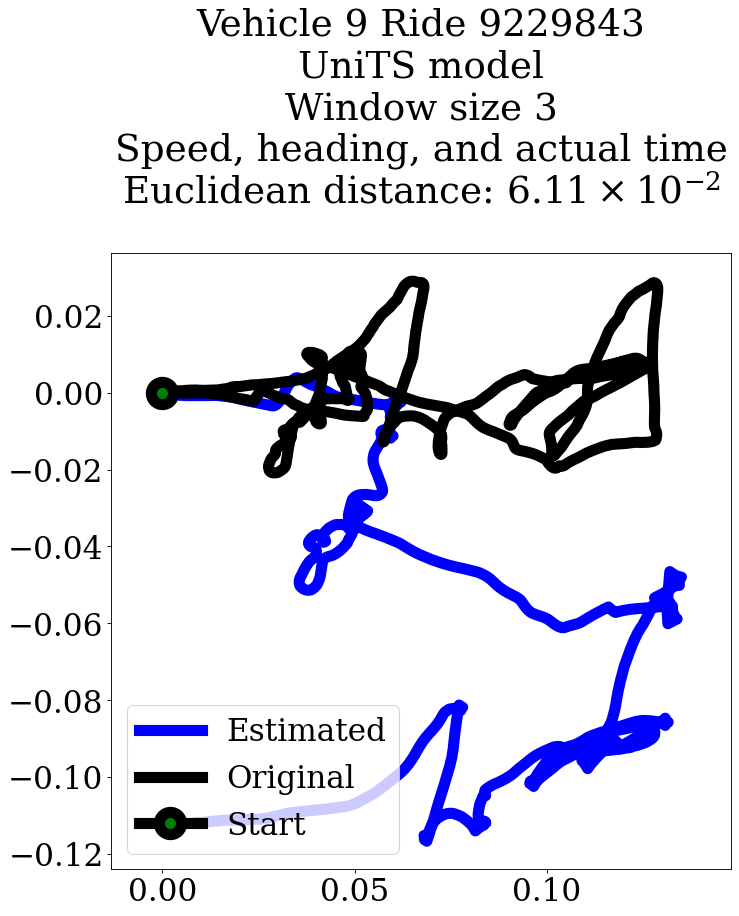 Vehicle 9 Ride 9229843
UniTS model
Window size 3
Speed, heading, and actual time
Euclidean distance: 6.11 × 10⁻²
0.02
0.00
−0.02
−0.04
−0.06
−0.08
−0.10
−0.12
Estimated
Original
Start
0.00 0.05 0.10